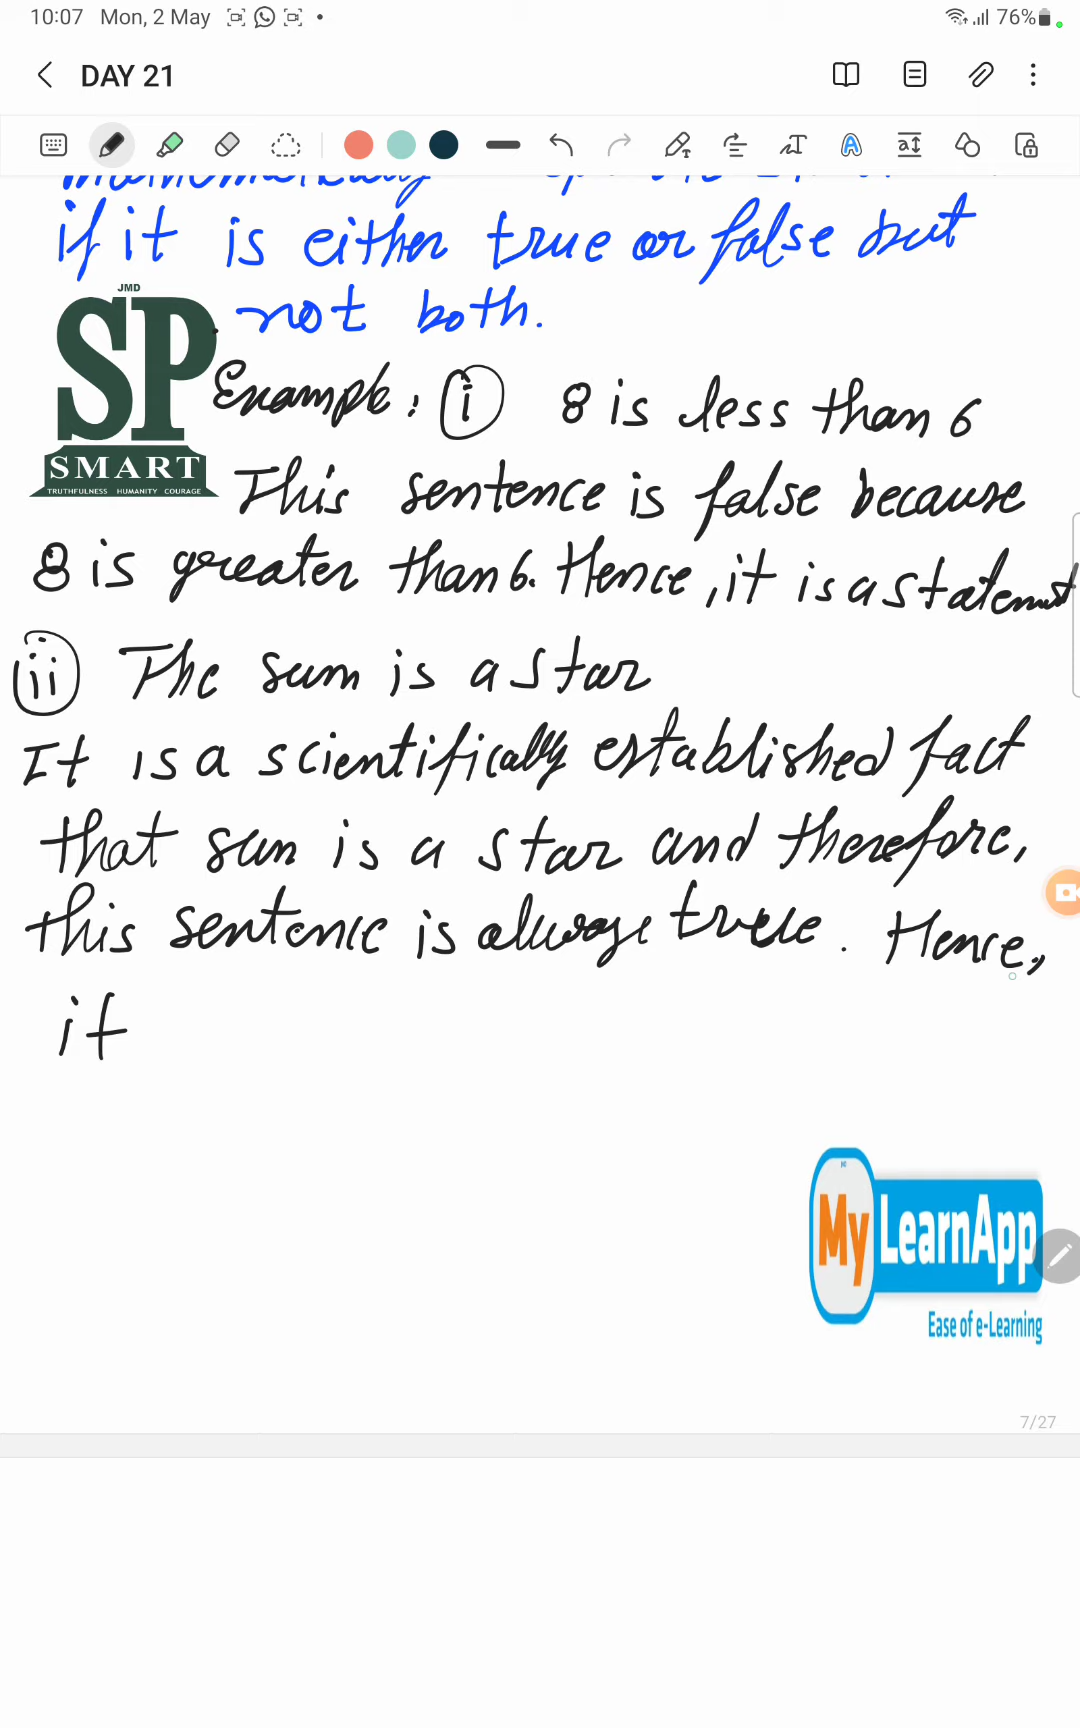 10:07 Mon, 2 May
76%
DAY 21
if it is either true or false but
JMD
SP
not both.
Example: (i) 8 is less than 6
SMART
TRUTHFULNESS HUMANITY COURAGE
This sentence is false because
8 is greater than 6. Hence, it is a statement
(ii) The sum is a star
It is a scientifically established fact
that sun is a star and therefore,
this sentence is always true. Hence,
it
My LearnApp
Ease of e-Learning
7/27